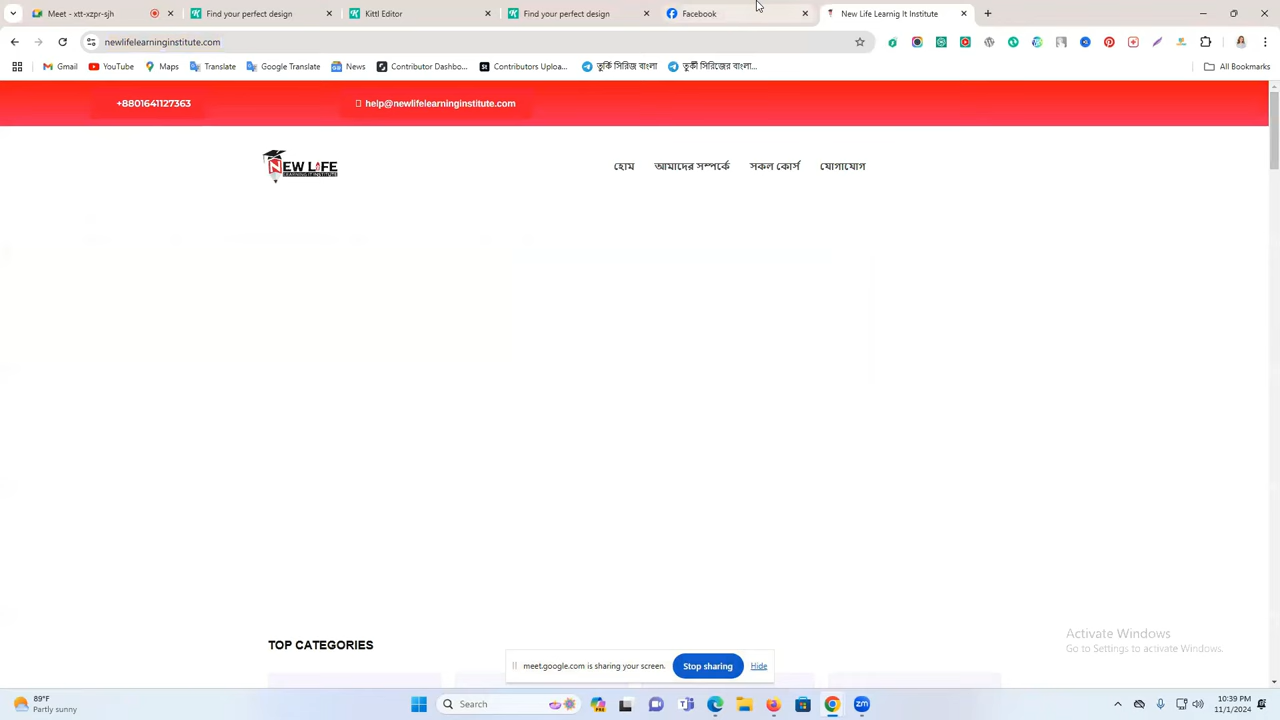 Meet - xtt-xzpr-sjh
Find your perfect design
Kittl Editor
Find your perfect design
Facebook
New Life Learnig It Institute
newlifelearninginstitute.com
Gmail
YouTube
Maps
Translate
Google Translate
News
Contributor Dashbo...
Contributors Uploa...
তুর্কি সিরিজ বাংলা
তুর্কী সিরিজের বাংলা...
All Bookmarks
+8801641127363
help@newlifelearninginstitute.com
NEW LIFE
LEARNING IT INSTITUTE
হোম
আমাদের সম্পর্কে
সকল কোর্স
যোগাযোগ
TOP CATEGORIES
Activate Windows
Go to Settings to activate Windows.
meet.google.com is sharing your screen.
Stop sharing
Hide
89°F
Partly sunny
Search
10:39 PM
11/1/2024